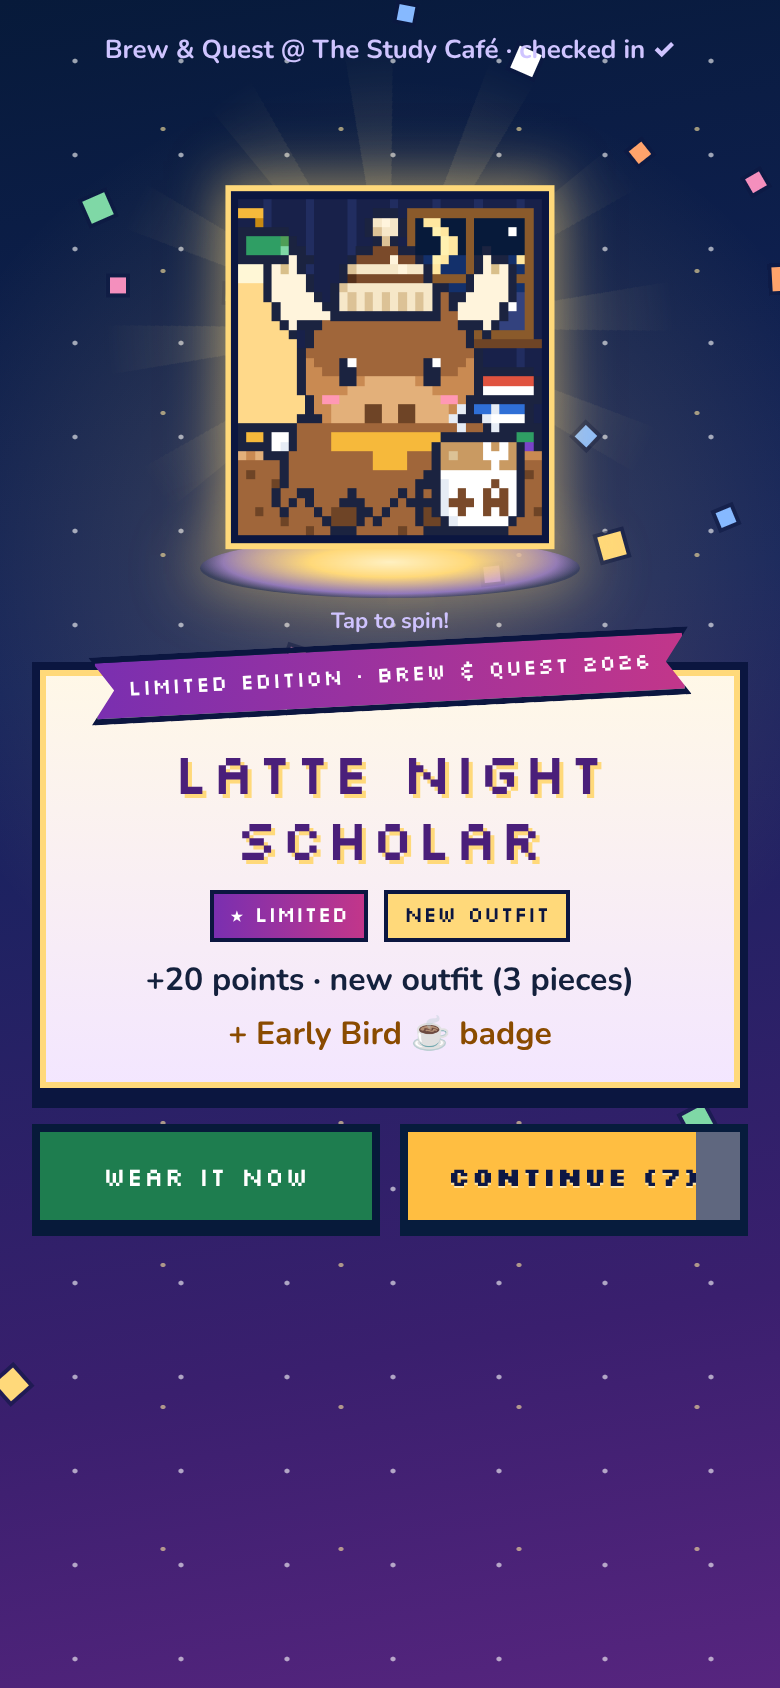 Brew & Quest @ The Study Café · checked in ✓
Tap to spin!
LIMITED EDITION · BREW & QUEST 2026
LATTE NIGHT
SCHOLAR
★ LIMITED
NEW OUTFIT
+20 points · new outfit (3 pieces)
+ Early Bird ☕ badge
WEAR IT NOW
CONTINUE (7)